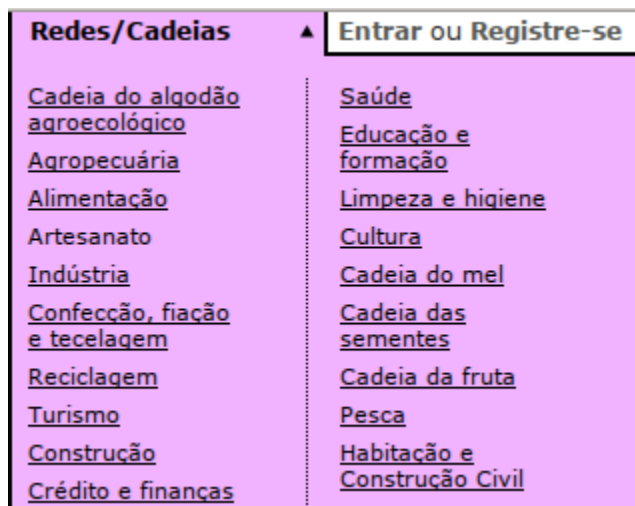 Redes/Cadeias ▲ Entrar ou Registre-se
Cadeia do algodão
agroecológico
Agropecuária
Alimentação
Artesanato
Indústria
Confecção, fiação
e tecelagem
Reciclagem
Turismo
Construção
Crédito e finanças
Saúde
Educação e
formação
Limpeza e higiene
Cultura
Cadeia do mel
Cadeia das
sementes
Cadeia da fruta
Pesca
Habitação e
Construção Civil